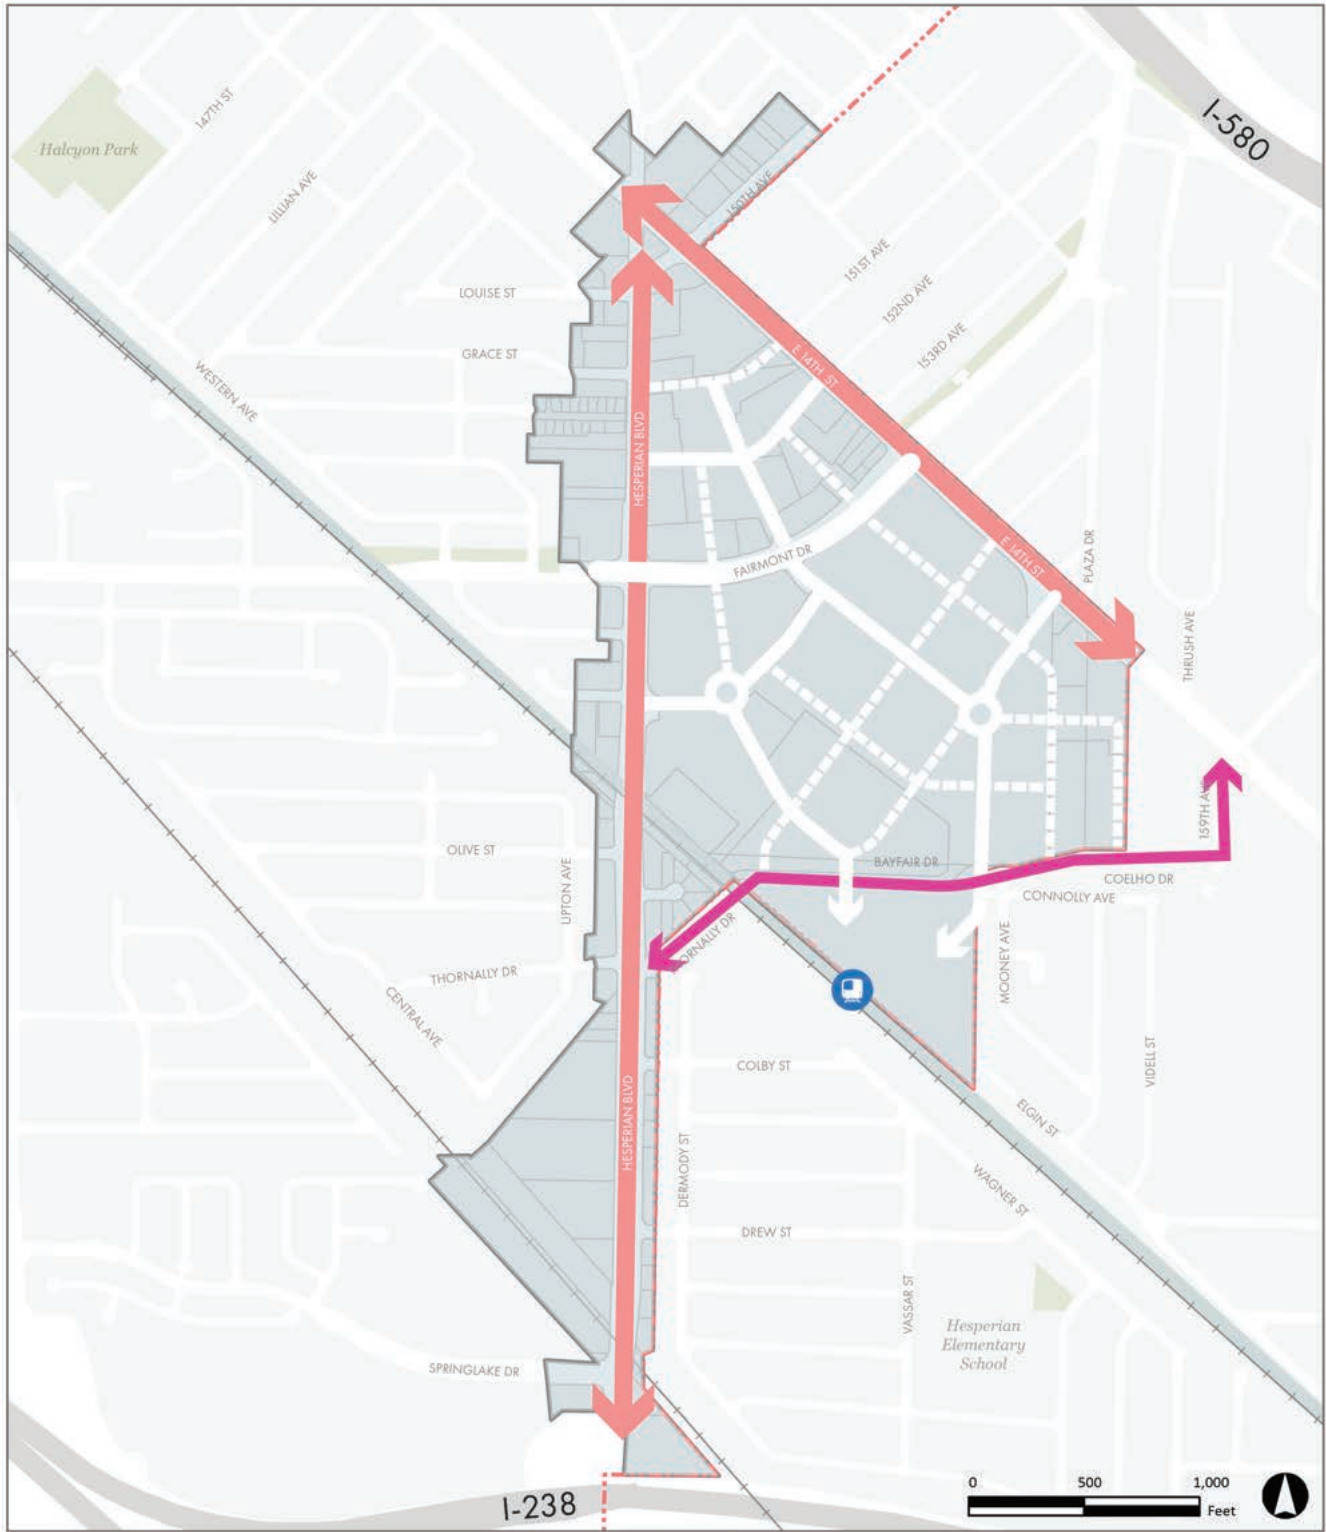 I-580
147TH ST
Halcyon Park
LILLIAN AVE
150TH AVE
151ST AVE
LOUISE ST
152ND AVE
153RD AVE
GRACE ST
E 14TH ST
WESTERN AVE
HESPERIAN BLVD
FAIRMONT DR
E 14TH ST
PLAZA DR
THRUSH AVE
159TH AVE
OLIVE ST
BAYFAIR DR
UPTON AVE
COELHO DR
CONNOLLY AVE
THORNALLY DR
THORNALLY DR
MOONEY AVE
CENTRAL AVE
COLBY ST
VIDELL ST
HESPERIAN BLVD
ELGIN ST
DERMODY ST
WAGNER ST
DREW ST
VASSAR ST
Hesperian
Elementary
School
SPRINGLAKE DR
0 500 1,000
Feet
I-238